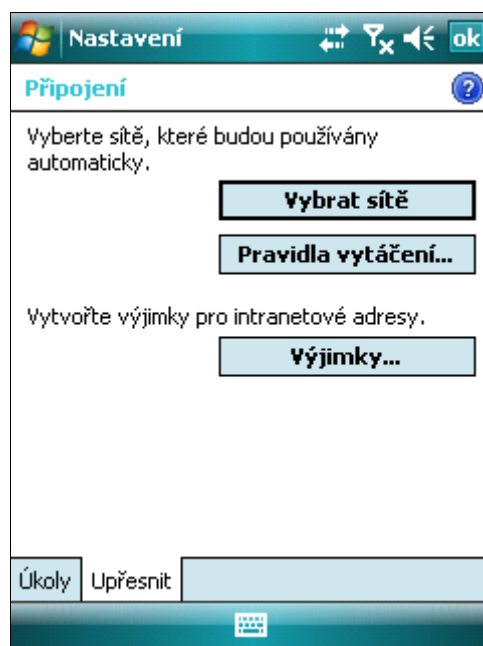 Nastavení ok
Připojení ?
Vyberte sítě, které budou používány
automaticky.
Vybrat sítě
Pravidla vytáčení...
Vytvořte výjimky pro intranetové adresy.
Výjimky...
Úkoly Upřesnit